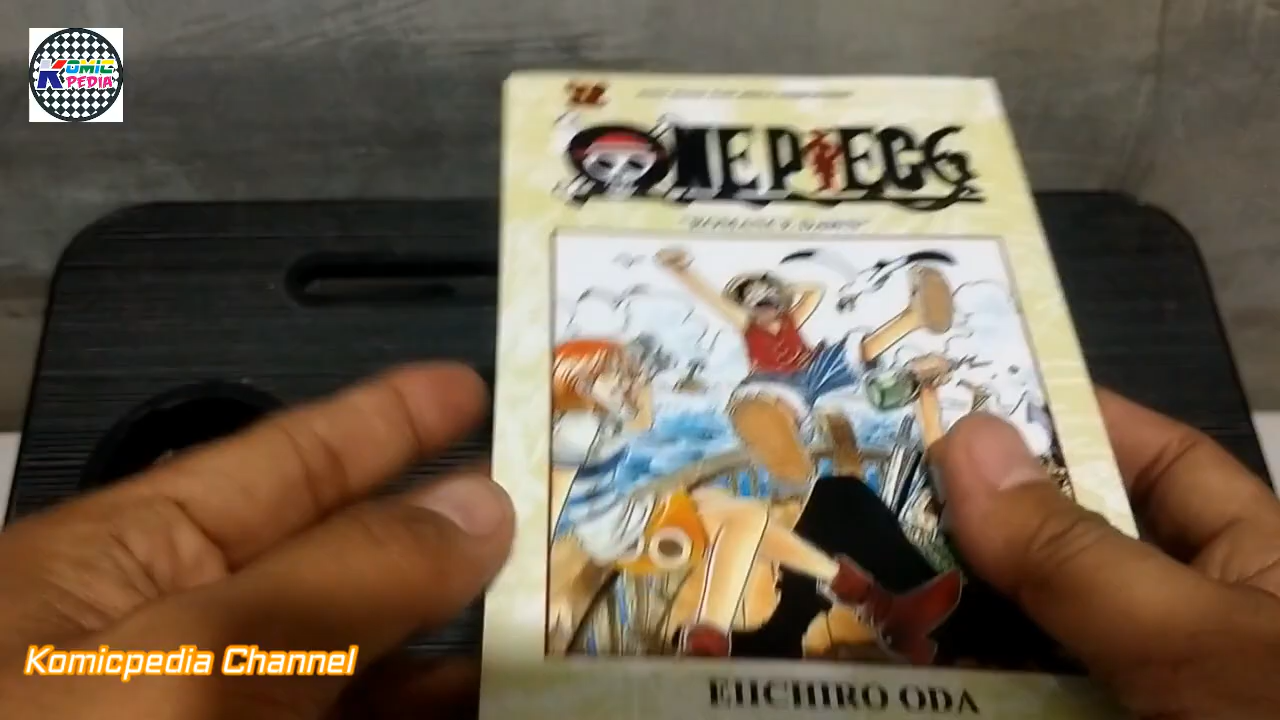 KOMIC
PEDIA
ONE PIECE
EIICHIRO ODA
Komicpedia Channel